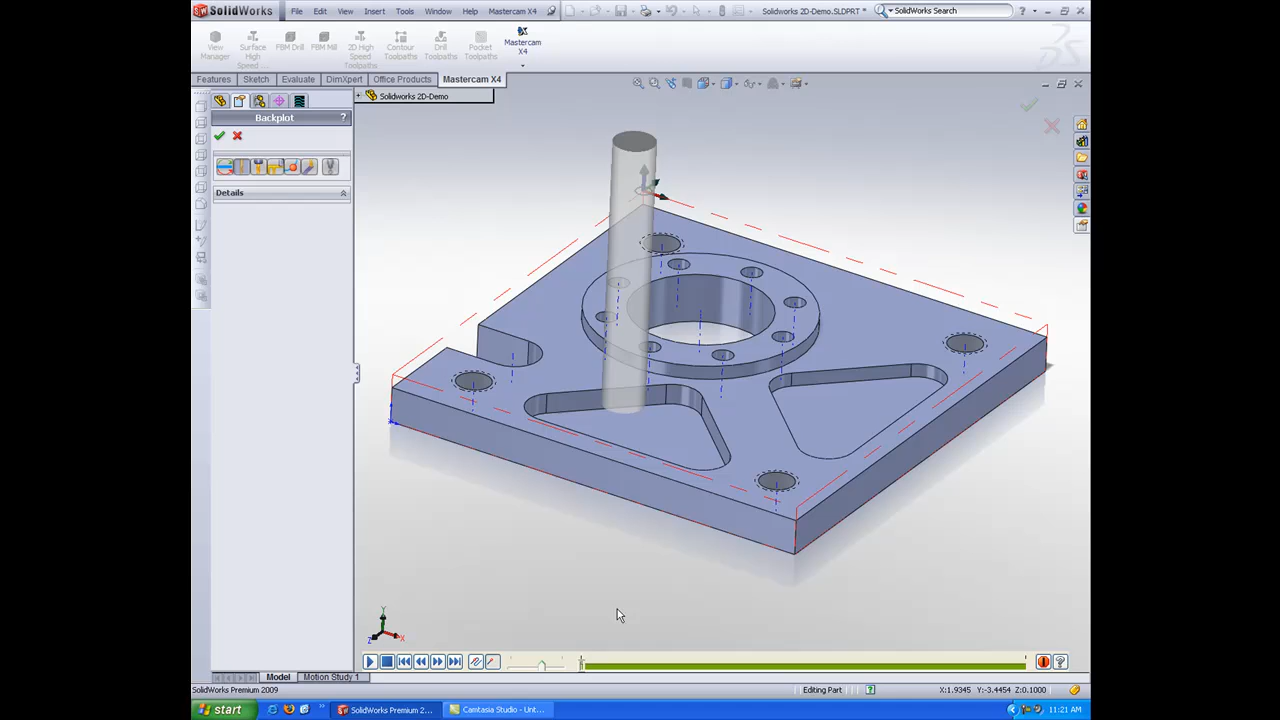 SolidWorks File Edit View Insert Tools Window Help Mastercam X4 SolidWorks 2D-Demo.SLDPRT * SolidWorks Search
View Manager
Surface High Speed ...
FBM Drill
FBM Mill
2D High Speed Toolpaths
Contour Toolpaths
Drill Toolpaths
Pocket Toolpaths
Mastercam X4
Features Sketch Evaluate DimXpert Office Products Mastercam X4
Solidworks 2D-Demo
Backplot ?
Details
Y
Z X
Model Motion Study 1
SolidWorks Premium 2009 Editing Part X:1.9345 Y:-3.4454 Z:0.1000
start SolidWorks Premium 2... Camtasia Studio - Unt... 11:21 AM